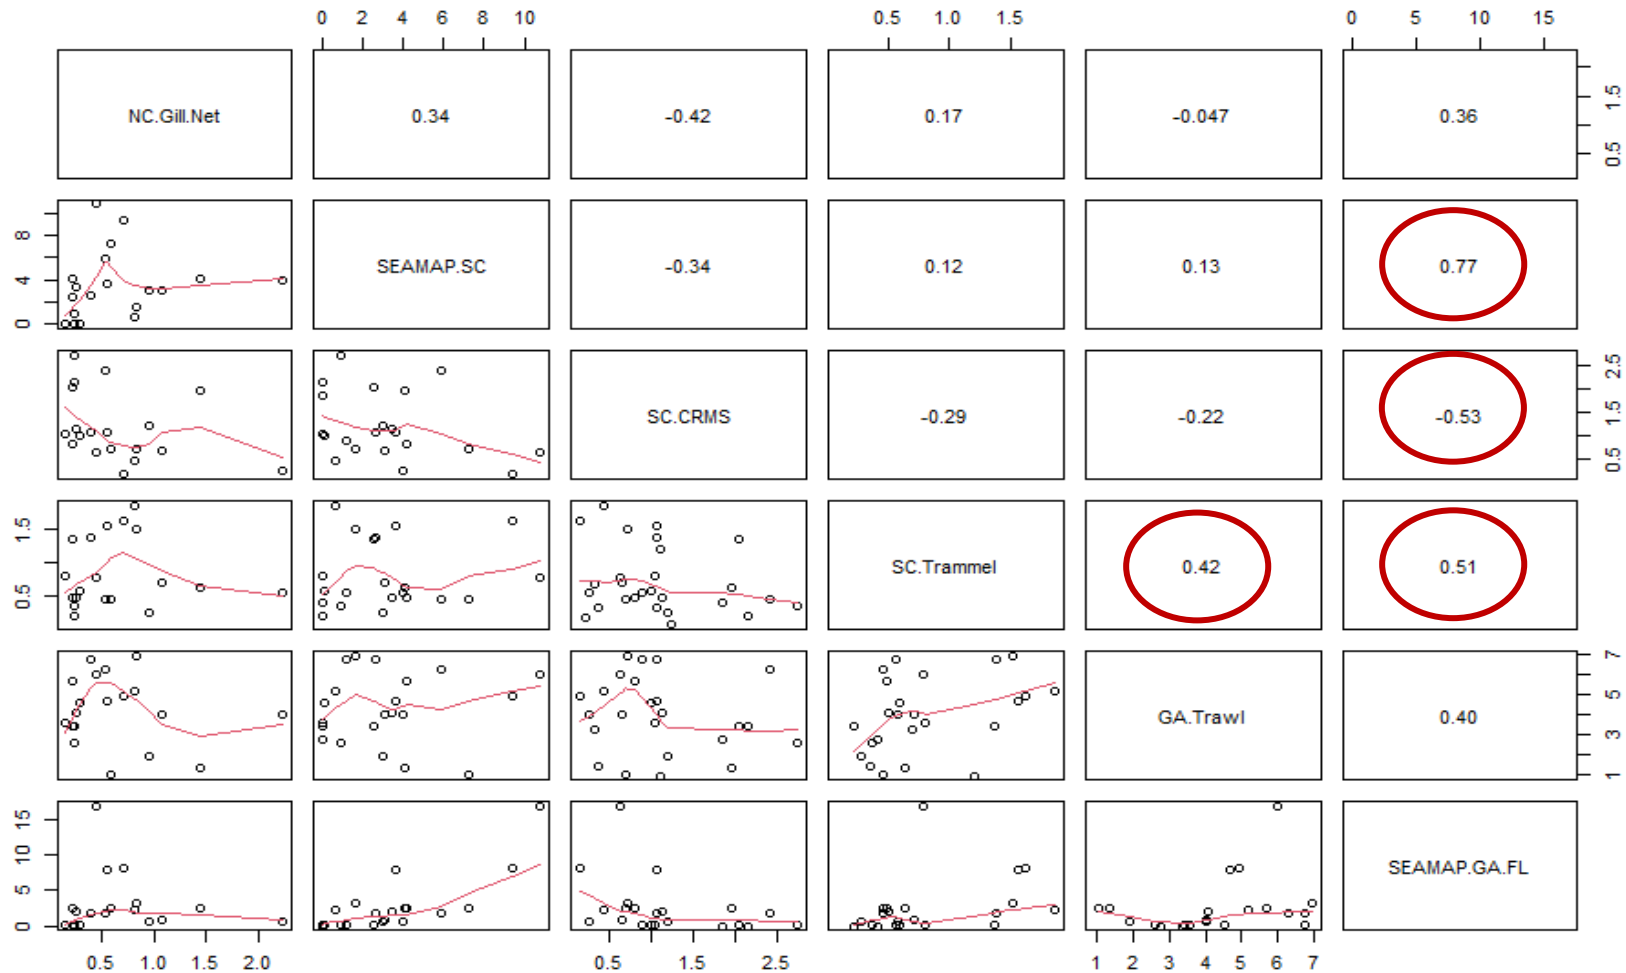 0 2 4 6 8 10 0.5 1.0 1.5 0 5 10 15
NC.Gill.Net 0.34 -0.42 0.17 -0.047 0.36 0.5 1.5
0 4 8 SEAMAP.SC -0.34 0.12 0.13 0.77
SC.CRMS -0.29 -0.22 -0.53 0.5 1.5 2.5
0.5 1.5 SC.Trammel 0.42 0.51
GA.Trawl 0.40 1 3 5 7
0 5 10 15 SEAMAP.GA.FL
0.5 1.0 1.5 2.0 0.5 1.5 2.5 1 2 3 4 5 6 7